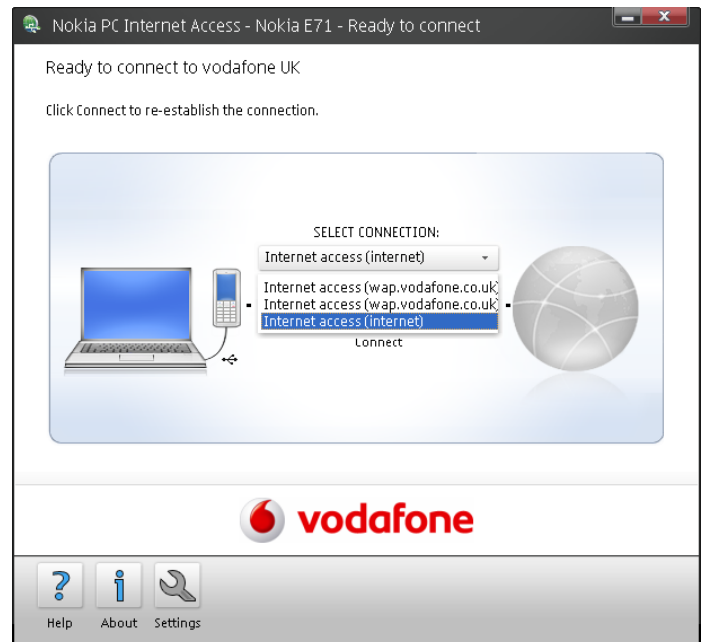 Nokia PC Internet Access - Nokia E71 - Ready to connect
Ready to connect to vodafone UK
Click Connect to re-establish the connection.
SELECT CONNECTION:
Internet access (internet)
Internet access (wap.vodafone.co.uk)
Internet access (wap.vodafone.co.uk)
Internet access (internet)
Connect
vodafone
Help About Settings